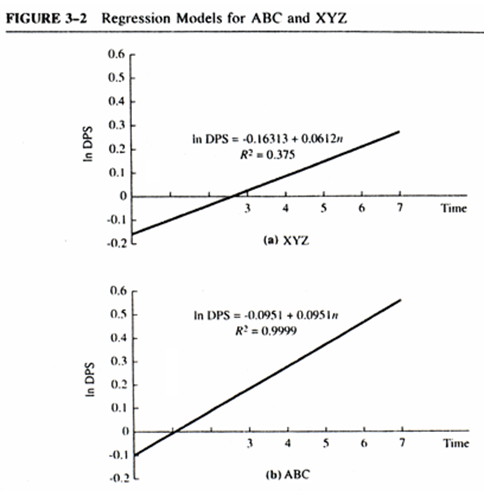 FIGURE 3–2 Regression Models for ABC and XYZ
0.6
0.5
0.4
0.3
0.2
0.1
0
-0.1
-0.2
ln DPS
ln DPS = -0.16313 + 0.0612n
R² = 0.375
3 4 5 6 7 Time
(a) XYZ
0.6
0.5
0.4
0.3
0.2
0.1
0
-0.1
-0.2
ln DPS
ln DPS = -0.0951 + 0.0951n
R² = 0.9999
3 4 5 6 7 Time
(b) ABC